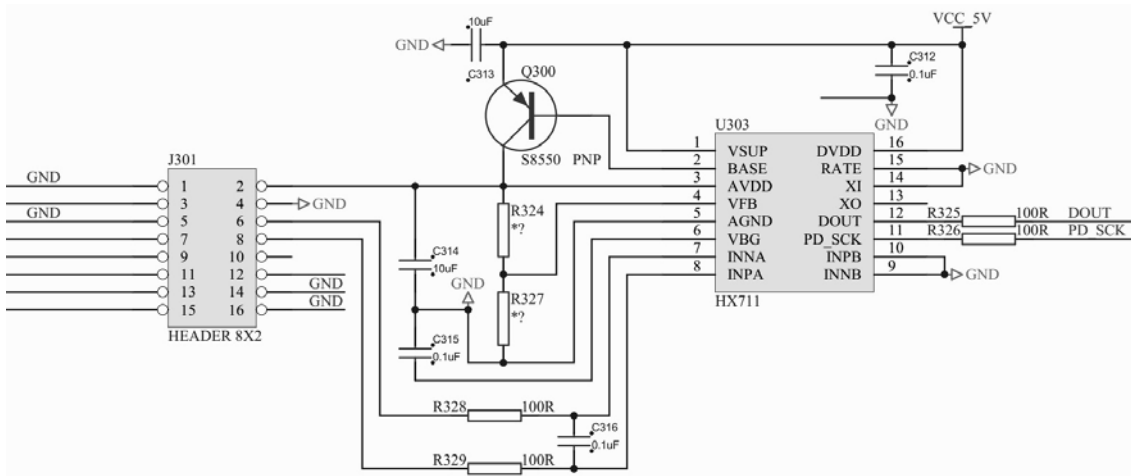 10uF
VCC_5V
GND
C313
Q300
C312
0.1uF
GND
U303
S8550 PNP
1 VSUP DVDD 16
2 BASE RATE 15 GND
3 AVDD XI 14
4 VFB XO 13
5 AGND DOUT 12 R325 100R DOUT
6 VBG PD_SCK 11 R326 100R PD_SCK
7 INNA INPB 10
8 INPA INNB 9 GND
HX711
J301
GND 1 2
3 4 GND
GND 5 6
7 8
9 10
11 12
13 14 GND
15 16 GND
HEADER 8X2
R324
*?
C314
10uF
GND
R327
*?
C315
0.1uF
R328 100R
C316
0.1uF
R329 100R